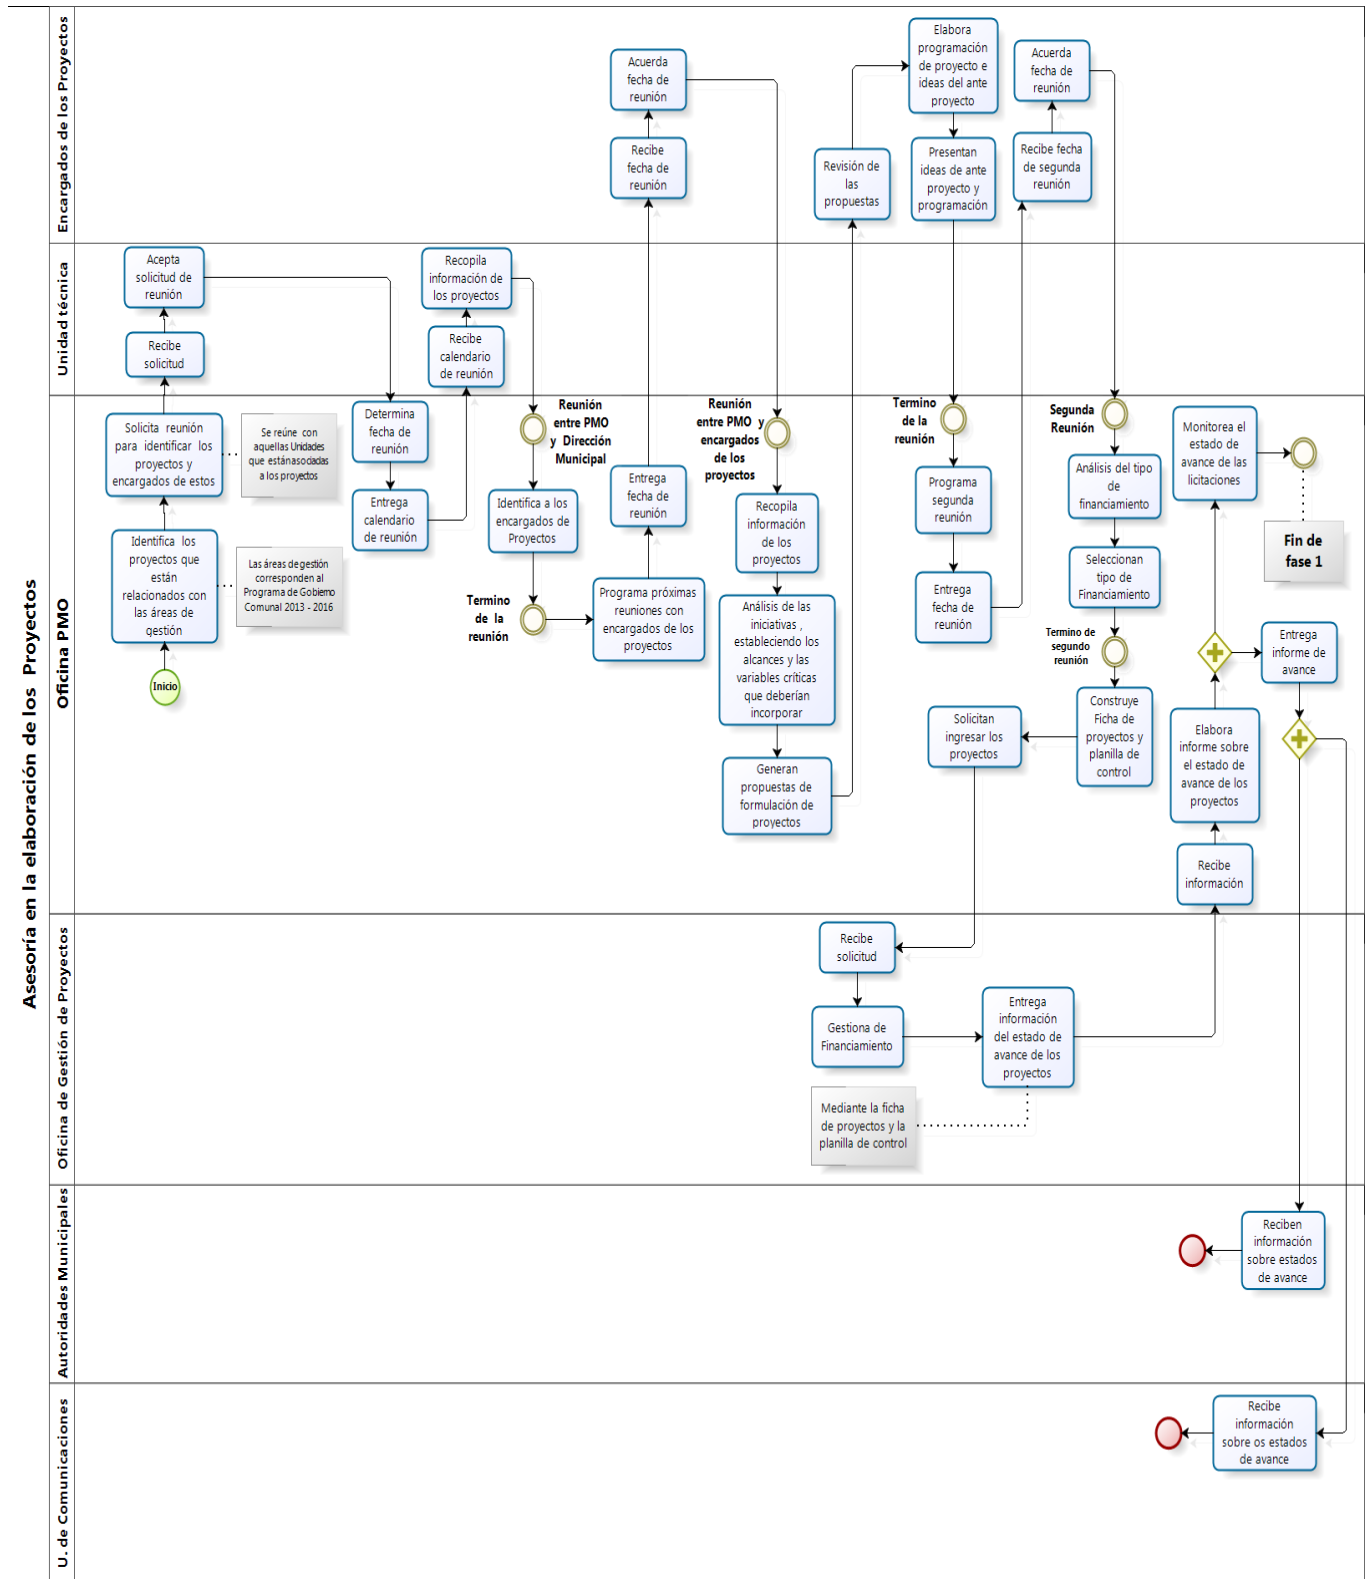 Asesoría en la elaboración de los Proyectos
Encargados de los Proyectos
Acuerda
fecha de
reunión
Recibe
fecha de
reunión
Revisión de
las
propuestas
Elabora
programación
de proyecto e
ideas del ante
proyecto
Presentan
ideas de ante
proyecto y
programación
Acuerda
fecha de
reunión
Recibe fecha
de segunda
reunión
Unidad técnica
Acepta
solicitud de
reunión
Recibe
solicitud
Recopila
información de
los proyectos
Recibe
calendario
de reunión
Oficina PMO
Solicita reunión
para identificar los
proyectos y
encargados de estos
Se reúne con
aquellas Unidades
que están asociadas
a los proyectos
Identifica los
proyectos que
están
relacionados con
las áreas de
gestión
Las áreas de gestión
corresponden al
Programa de Gobierno
Comunal 2013 - 2016
Inicio
Determina
fecha de
reunión
Entrega
calendario
de reunión
Reunión
entre PMO
y Dirección
Municipal
Identifica a los
encargados de
Proyectos
Termino
de la
reunión
Programa próximas
reuniones con
encargados de los
proyectos
Entrega
fecha de
reunión
Reunión
entre PMO y
encargados
de los
proyectos
Recopila
información
de los
proyectos
Análisis de las
iniciativas ,
estableciendo los
alcances y las
variables críticas
que deberían
incorporar
Generan
propuestas de
formulación de
proyectos
Termino
de la
reunión
Programa
segunda
reunión
Entrega
fecha de
reunión
Segunda
Reunión
Análisis del tipo
de
financiamiento
Seleccionan
tipo de
Financiamiento
Termino de
segundo
reunión
Construye
Ficha de
proyectos y
planilla de
control
Solicitan
ingresar los
proyectos
Monitorea el
estado de
avance de las
licitaciones
Fin de
fase 1
Entrega
informe de
avance
Elabora
informe sobre
el estado de
avance de los
proyectos
Recibe
información
Oficina de Gestión de Proyectos
Recibe
solicitud
Gestiona de
Financiamiento
Entrega
información
del estado de
avance de los
proyectos
Mediante la ficha
de proyectos y la
planilla de control
Autoridades Municipales
Reciben
información
sobre estados
de avance
U. de Comunicaciones
Recibe
información
sobre os estados
de avance